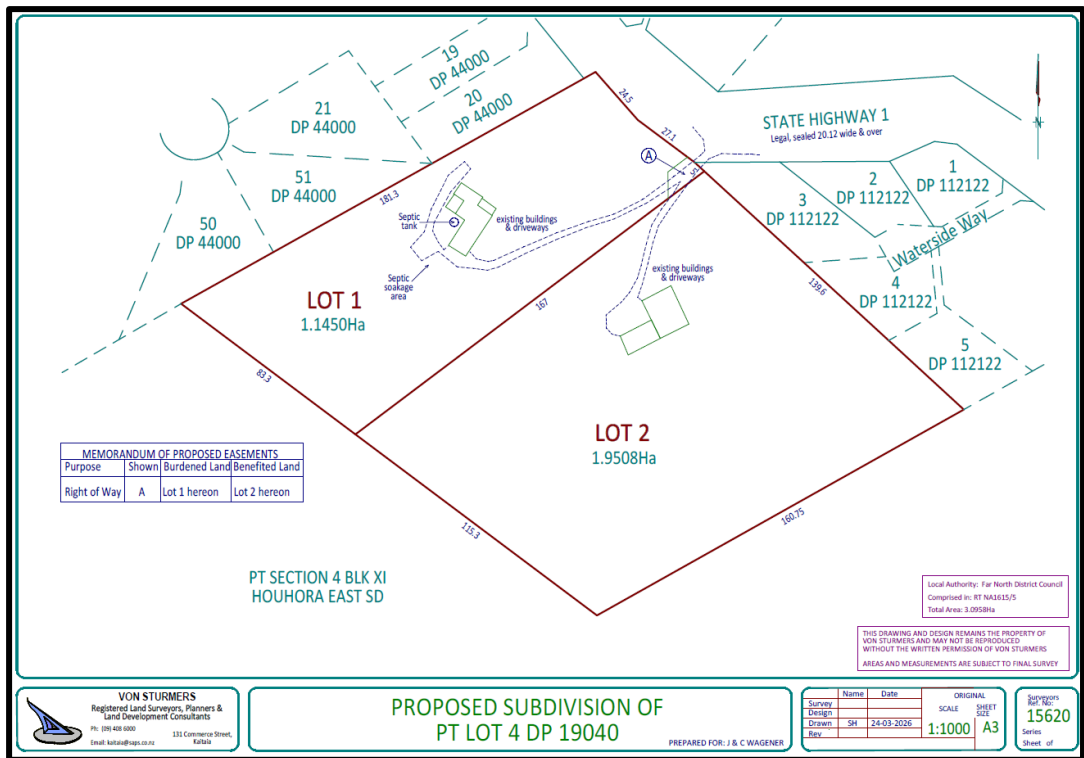 19
DP 44000
20
DP 44000
21
DP 44000
51
DP 44000
50
DP 44000
24.5
27.1
A
5
STATE HIGHWAY 1
Legal, sealed 20.12 wide & over
N
1
DP 112122
2
DP 112122
3
DP 112122
Waterside Way
4
DP 112122
5
DP 112122
181.3
Septic
tank
existing buildings
& driveways
Septic
soakage
area
existing buildings
& driveways
139.6
167
LOT 1
1.1450Ha
83.3
LOT 2
1.9508Ha
115.3
160.75
MEMORANDUM OF PROPOSED EASEMENTS
Purpose Shown Burdened Land Benefited Land
Right of Way A Lot 1 hereon Lot 2 hereon
PT SECTION 4 BLK XI
HOUHORA EAST SD
Local Authority: Far North District Council
Comprised in: RT NA1615/5
Total Area: 3.0958Ha
THIS DRAWING AND DESIGN REMAINS THE PROPERTY OF
VON STURMERS AND MAY NOT BE REPRODUCED
WITHOUT THE WRITTEN PERMISSION OF VON STURMERS
AREAS AND MEASUREMENTS ARE SUBJECT TO FINAL SURVEY
VON STURMERS
Registered Land Surveyors, Planners &
Land Development Consultants
Ph: (09) 408 6000
Email: kaitaia@saps.co.nz
131 Commerce Street,
Kaitaia
PROPOSED SUBDIVISION OF
PT LOT 4 DP 19040
PREPARED FOR: J & C WAGENER
Name Date
Survey
Design
Drawn SH 24-03-2026
Rev
ORIGINAL
SCALE SHEET SIZE
1:1000 A3
Surveyors
Ref. No:
15620
Series
Sheet of